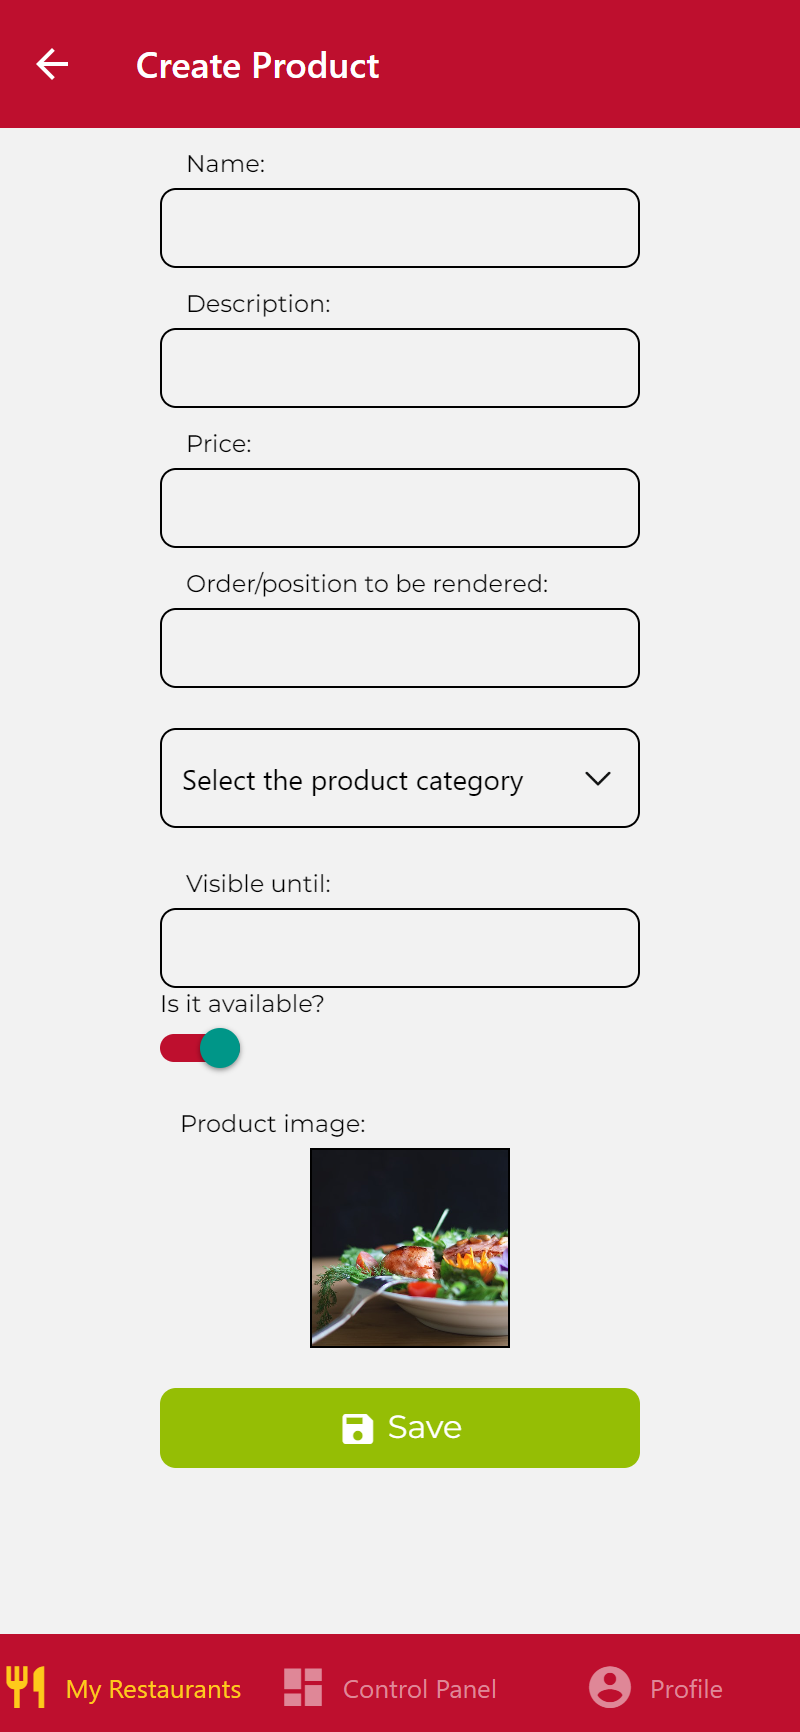 Create Product
Name:
Description:
Price:
Order/position to be rendered:
Select the product category
Visible until:
Is it available?
Product image:
Save
My Restaurants Control Panel Profile